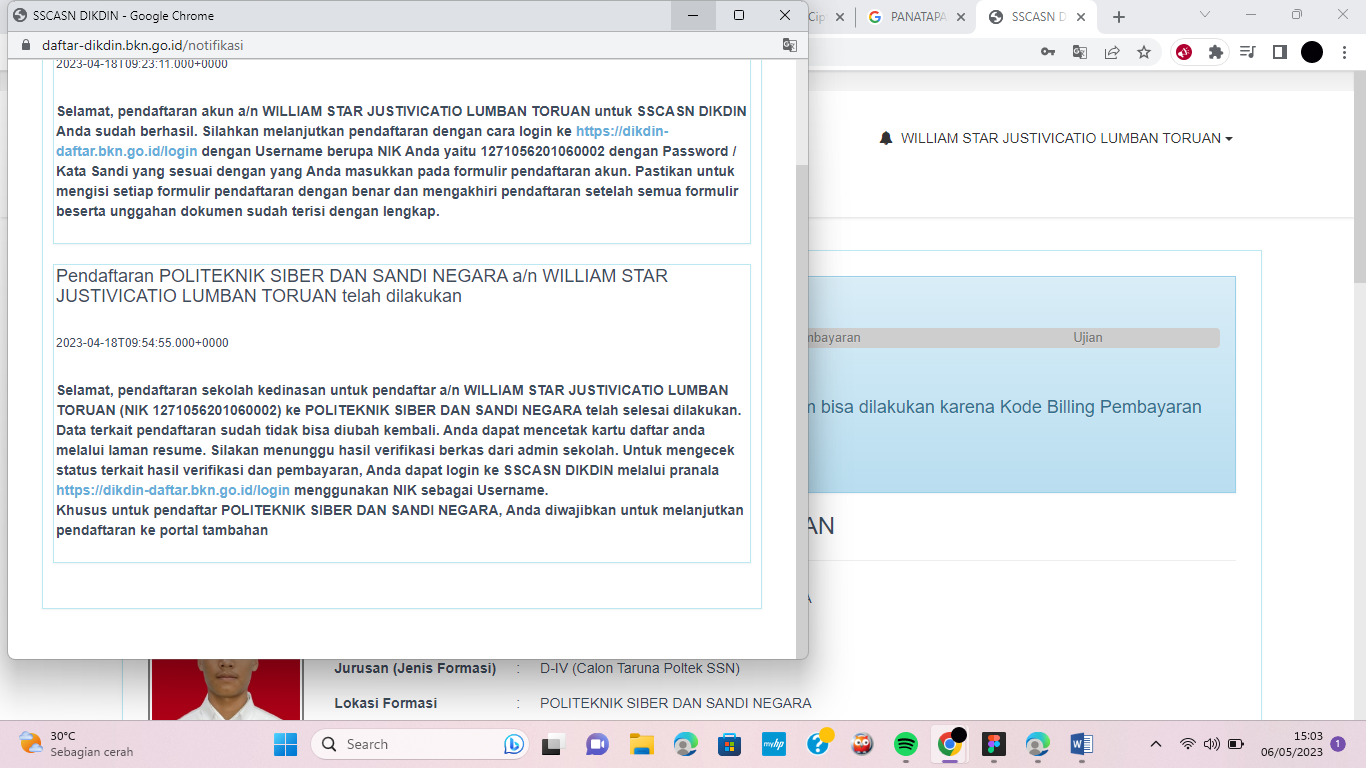 SSCASN DIKDIN - Google Chrome
PANATAPA
SSCASN D
daftar-dikdin.bkn.go.id/notifikasi
2023-04-18T09:23:11.000+0000
Selamat, pendaftaran akun a/n WILLIAM STAR JUSTIVICATIO LUMBAN TORUAN untuk SSCASN DIKDIN
Anda sudah berhasil. Silahkan melanjutkan pendaftaran dengan cara login ke https://dikdin-
daftar.bkn.go.id/login dengan Username berupa NIK Anda yaitu 1271056201060002 dengan Password /
Kata Sandi yang sesuai dengan yang Anda masukkan pada formulir pendaftaran akun. Pastikan untuk
mengisi setiap formulir pendaftaran dengan benar dan mengakhiri pendaftaran setelah semua formulir
beserta unggahan dokumen sudah terisi dengan lengkap.
WILLIAM STAR JUSTIVICATIO LUMBAN TORUAN
Pendaftaran POLITEKNIK SIBER DAN SANDI NEGARA a/n WILLIAM STAR
JUSTIVICATIO LUMBAN TORUAN telah dilakukan
2023-04-18T09:54:55.000+0000
Selamat, pendaftaran sekolah kedinasan untuk pendaftar a/n WILLIAM STAR JUSTIVICATIO LUMBAN
TORUAN (NIK 1271056201060002) ke POLITEKNIK SIBER DAN SANDI NEGARA telah selesai dilakukan.
Data terkait pendaftaran sudah tidak bisa diubah kembali. Anda dapat mencetak kartu daftar anda
melalui laman resume. Silakan menunggu hasil verifikasi berkas dari admin sekolah. Untuk mengecek
status terkait hasil verifikasi dan pembayaran, Anda dapat login ke SSCASN DIKDIN melalui pranala
https://dikdin-daftar.bkn.go.id/login menggunakan NIK sebagai Username.
Khusus untuk pendaftar POLITEKNIK SIBER DAN SANDI NEGARA, Anda diwajibkan untuk melanjutkan
pendaftaran ke portal tambahan
mbayaran Ujian
m bisa dilakukan karena Kode Billing Pembayaran
AN
Jurusan (Jenis Formasi) : D-IV (Calon Taruna Poltek SSN)
Lokasi Formasi : POLITEKNIK SIBER DAN SANDI NEGARA
30°C
Sebagian cerah
Search
myhp
15:03
06/05/2023
1